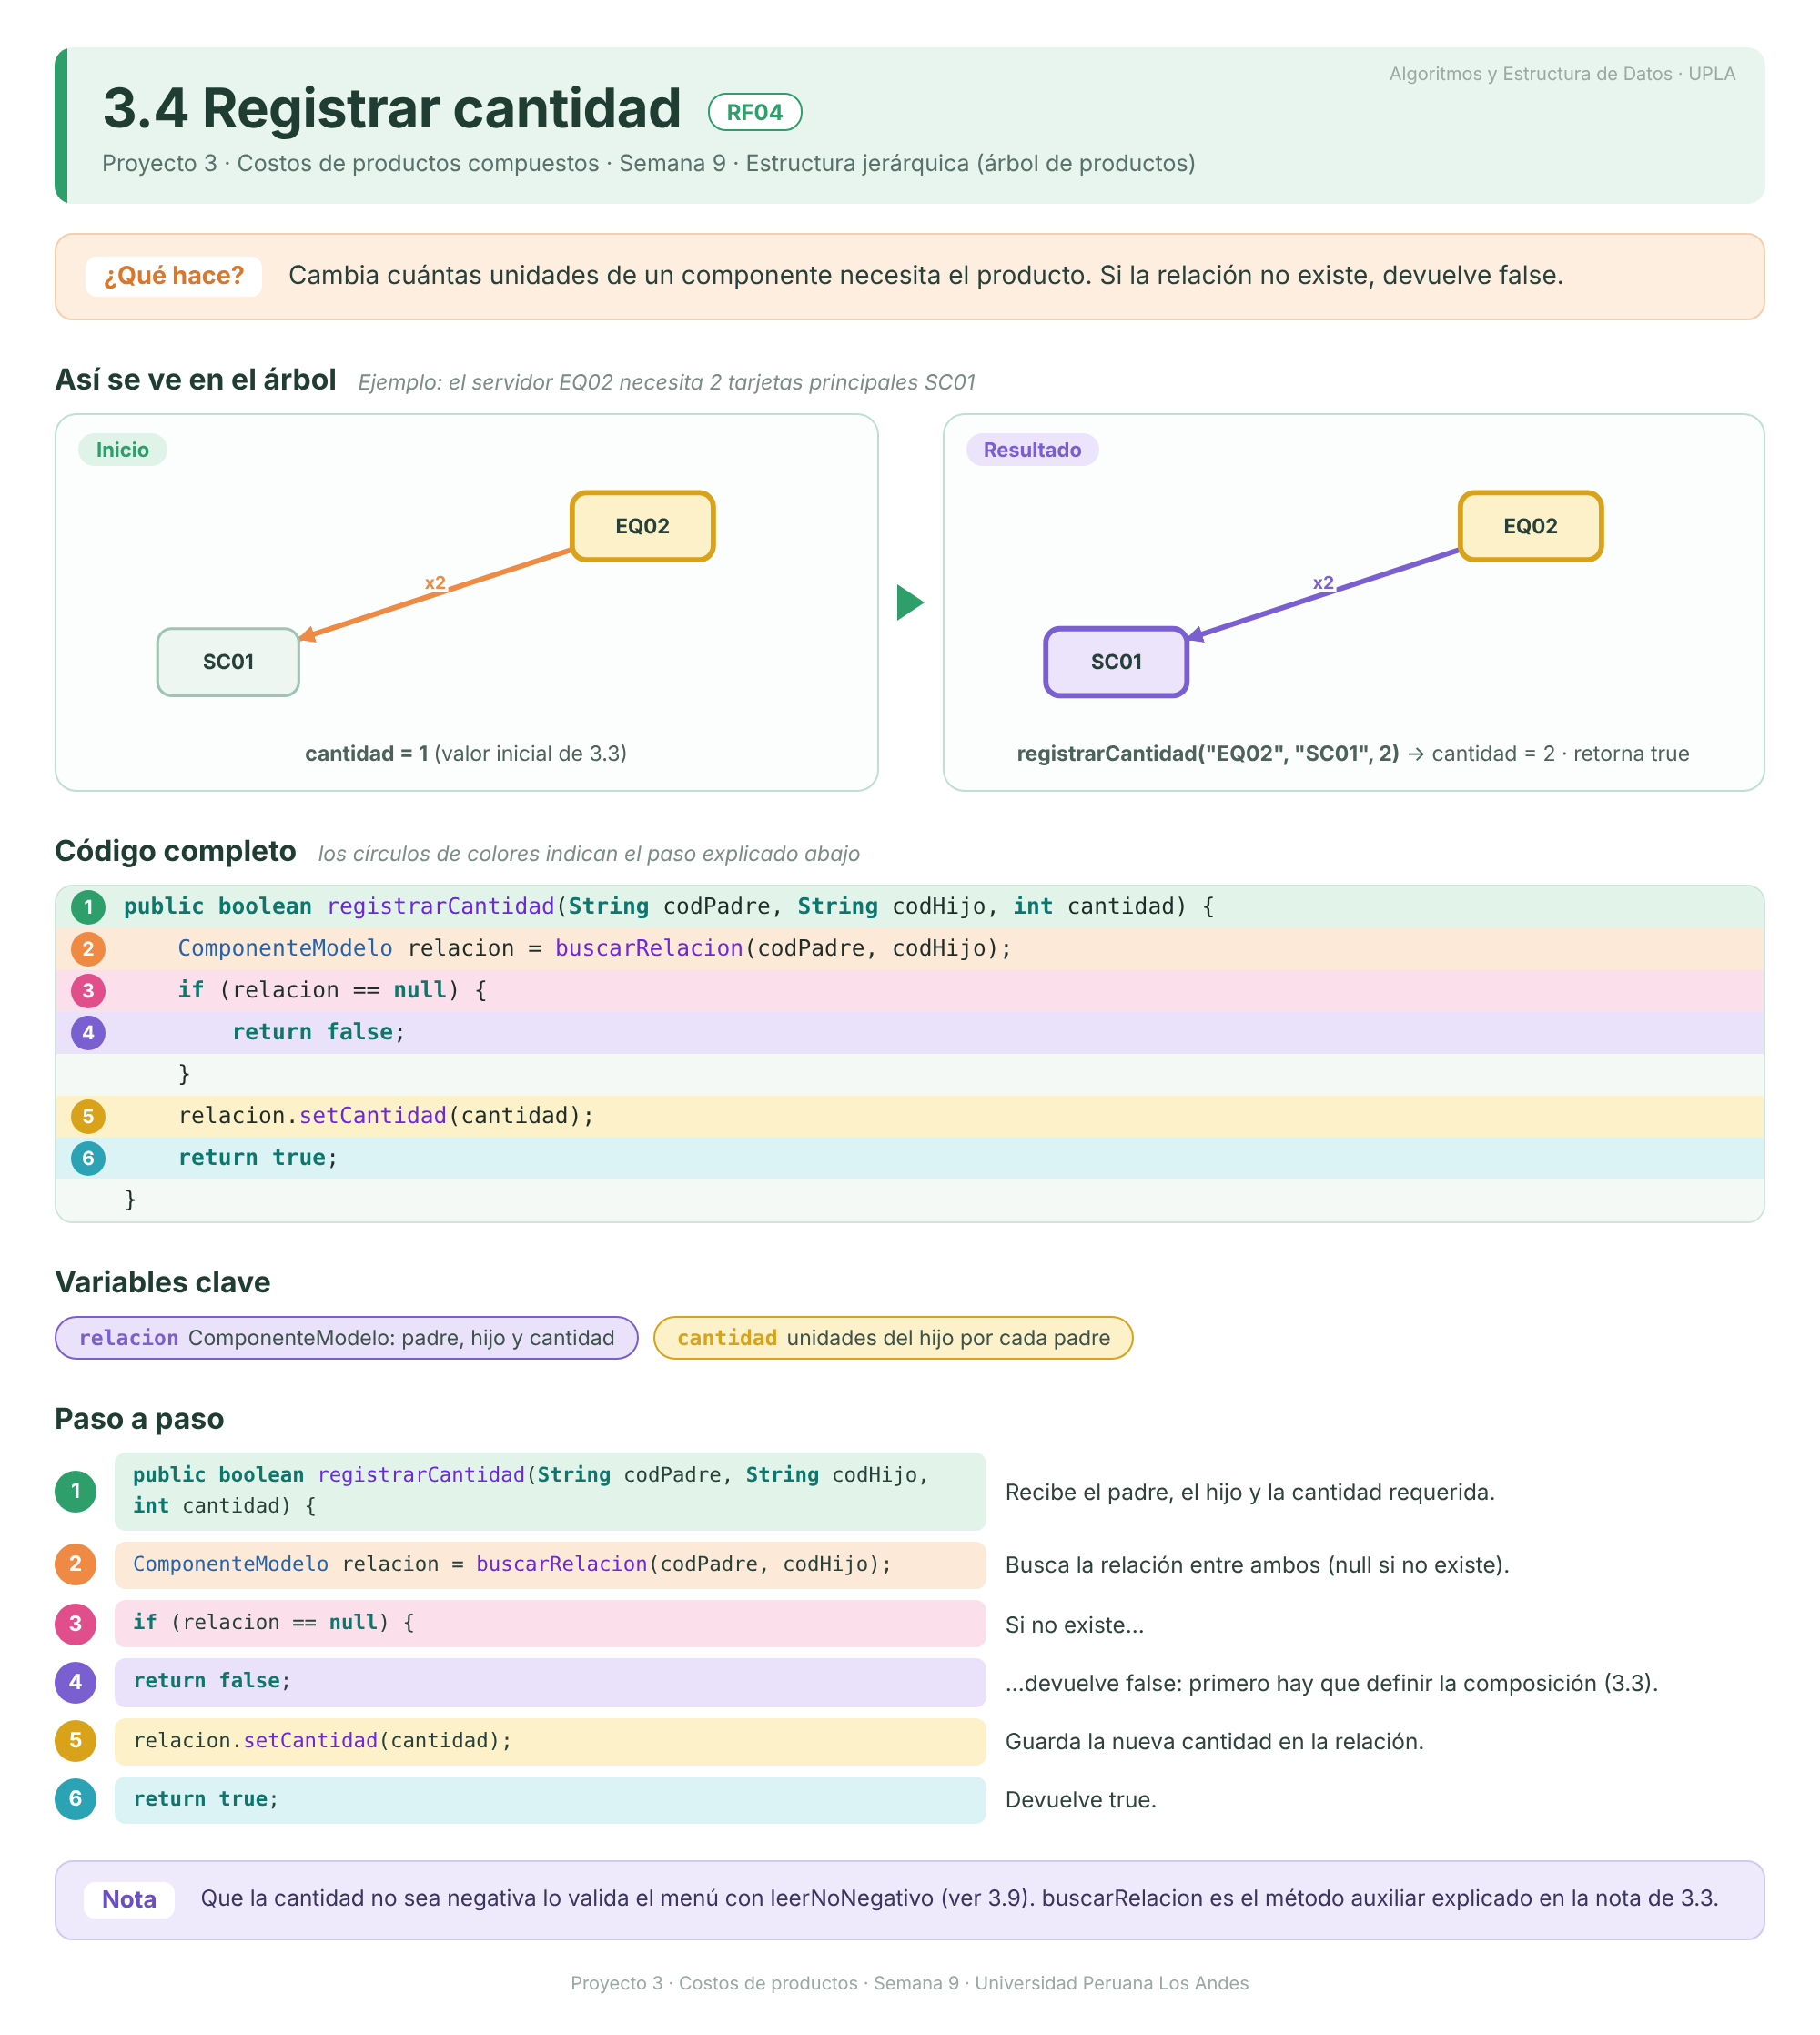 Algoritmos y Estructura de Datos · UPLA
3.4 Registrar cantidad RF04
Proyecto 3 · Costos de productos compuestos · Semana 9 · Estructura jerárquica (árbol de productos)
¿Qué hace? Cambia cuántas unidades de un componente necesita el producto. Si la relación no existe, devuelve false.
Así se ve en el árbol Ejemplo: el servidor EQ02 necesita 2 tarjetas principales SC01
Inicio
EQ02
x2
SC01
cantidad = 1 (valor inicial de 3.3)
Resultado
EQ02
x2
SC01
registrarCantidad("EQ02", "SC01", 2) → cantidad = 2 · retorna true
Código completo los círculos de colores indican el paso explicado abajo
1 public boolean registrarCantidad(String codPadre, String codHijo, int cantidad) {
2 ComponenteModelo relacion = buscarRelacion(codPadre, codHijo);
3 if (relacion == null) {
4 return false;
}
5 relacion.setCantidad(cantidad);
6 return true;
}
Variables clave
relacion ComponenteModelo: padre, hijo y cantidad cantidad unidades del hijo por cada padre
Paso a paso
1 public boolean registrarCantidad(String codPadre, String codHijo,
int cantidad) {
Recibe el padre, el hijo y la cantidad requerida.
2 ComponenteModelo relacion = buscarRelacion(codPadre, codHijo); Busca la relación entre ambos (null si no existe).
3 if (relacion == null) { Si no existe...
4 return false; ...devuelve false: primero hay que definir la composición (3.3).
5 relacion.setCantidad(cantidad); Guarda la nueva cantidad en la relación.
6 return true; Devuelve true.
Nota Que la cantidad no sea negativa lo valida el menú con leerNoNegativo (ver 3.9). buscarRelacion es el método auxiliar explicado en la nota de 3.3.
Proyecto 3 · Costos de productos · Semana 9 · Universidad Peruana Los Andes